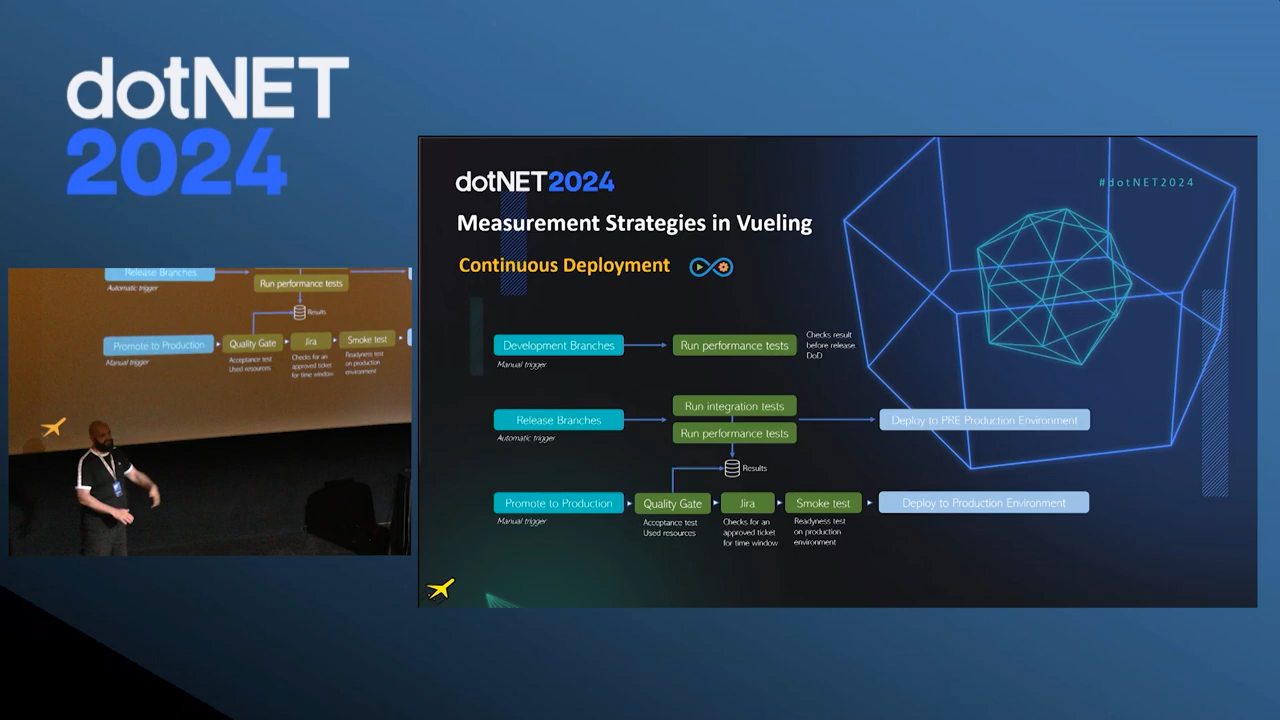 dotNET
2024
Release Branches
Automatic trigger
Run performance tests
Results
Promote to Production
Manual trigger
Quality Gate
Acceptance test
Used resources
Jira
Checks for an
approved ticket
for time window
Smoke test
Readyness test
on production
environment
dotNET2024
#dotNET2024
Measurement Strategies in Vueling
Continuous Deployment
Development Branches
Manual trigger
Run performance tests
Checks result
before release.
DoD
Release Branches
Automatic trigger
Run integration tests
Run performance tests
Deploy to PRE Production Environment
Results
Promote to Production
Manual trigger
Quality Gate
Acceptance test
Used resources
Jira
Checks for an
approved ticket
for time window
Smoke test
Readyness test
on production
environment
Deploy to Production Environment